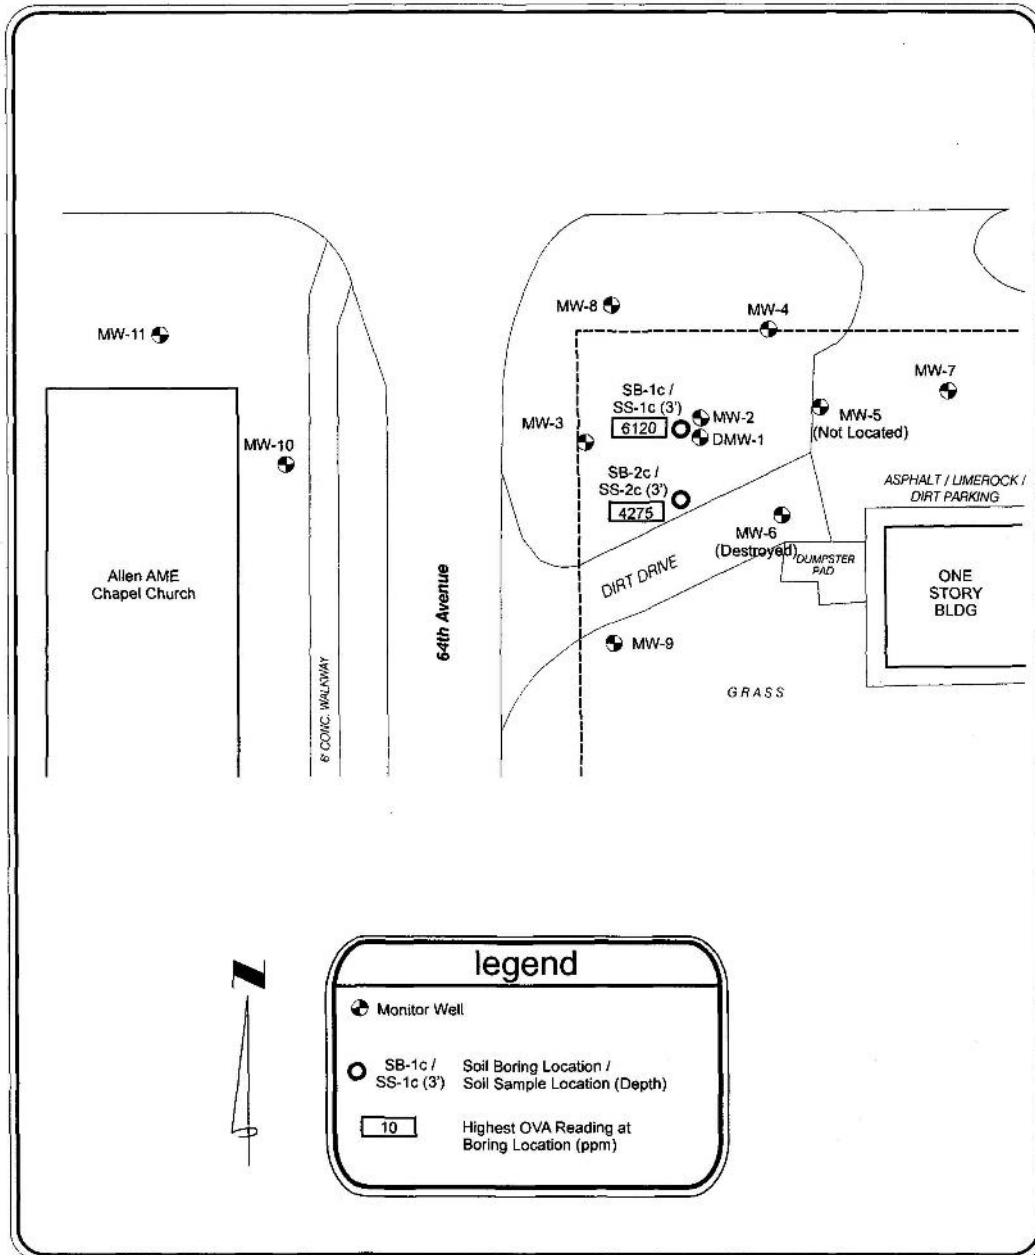 MW-8
MW-4
MW-11
MW-7
SB-1c /
SS-1c (3')
6120
MW-2
DMW-1
MW-3
MW-5
(Not Located)
MW-10
SB-2c /
SS-2c (3')
4275
ASPHALT / LIMEROCK /
DIRT PARKING
MW-6
(Destroyed)
DUMPSTER
PAD
DIRT DRIVE
ONE
STORY
BLDG
Allen AME
Chapel Church
64th Avenue
MW-9
6' CONC. WALKWAY
GRASS
N
legend
Monitor Well
SB-1c /
SS-1c (3')
Soil Boring Location /
Soil Sample Location (Depth)
10
Highest OVA Reading at
Boring Location (ppm)